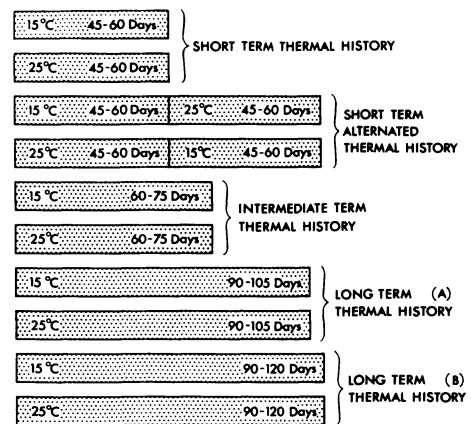 15°C 45-60 Days
25°C 45-60 Days
SHORT TERM THERMAL HISTORY
15 °C 45-60 Days 25°C 45-60 Days
25°C 45-60 Days 15°C 45-60 Days
SHORT TERM
ALTERNATED
THERMAL HISTORY
15 °C 60-75 Days
25°C 60-75 Days
INTERMEDIATE TERM
THERMAL HISTORY
15 °C 90-105 Days
25°C 90-105 Days
LONG TERM (A)
THERMAL HISTORY
15 °C 90-120 Days
25°C 90-120 Days
LONG TERM (B)
THERMAL HISTORY